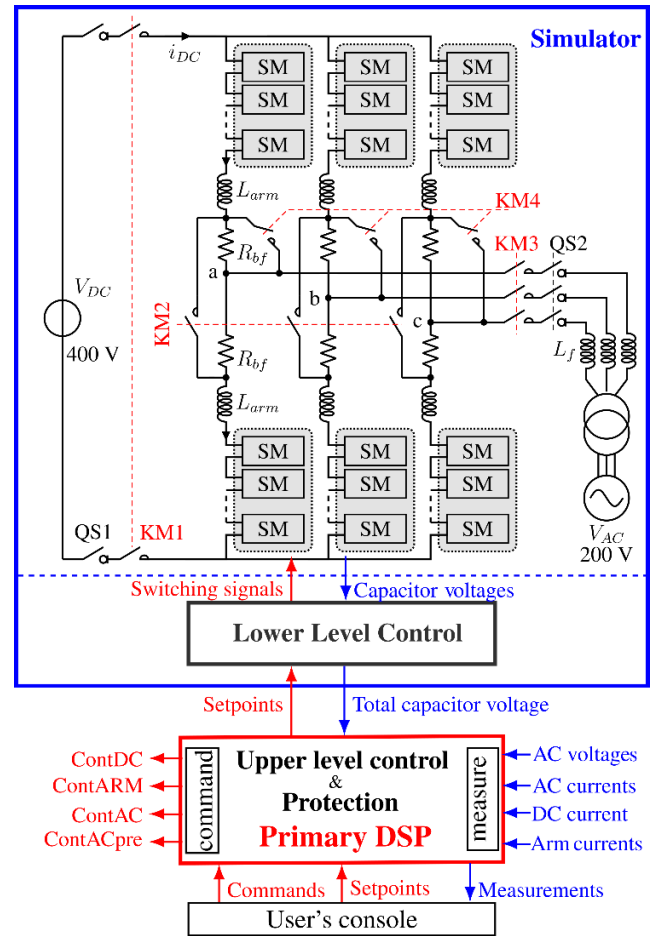 Simulator
i_DC
SM SM SM
SM SM SM
SM SM SM
L_arm
KM4
R_bf
KM3 QS2
a
V_DC
b
KM2
c
400 V
R_bf
L_f
L_arm
SM SM SM
SM SM SM
SM SM SM
QS1 KM1
V_AC
200 V
Switching signals
Capacitor voltages
Lower Level Control
Setpoints
Total capacitor voltage
ContDC
ContARM
ContAC
ContACpre
command
Upper level control
&
Protection
Primary DSP
measure
AC voltages
AC currents
DC current
Arm currents
Commands
Setpoints
Measurements
User's console